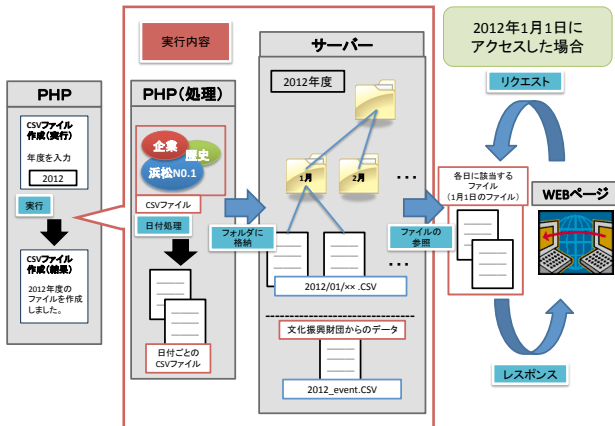 実行内容
サーバー
2012年1月1日に
アクセスした場合
PHP
CSVファイル
作成(実行)
年度を入力
2012
実行
CSVファイル
作成(結果)
2012年度の
ファイルを作成
しました。
PHP(処理)
企業
歴史
浜松NO.1
CSVファイル
日付処理
日付ごとの
CSVファイル
フォルダに
格納
2012年度
1月
2月
・・・
・・・
2012/01/××.CSV
文化振興財団からのデータ
2012_event.CSV
ファイルの
参照
リクエスト
各日に該当する
ファイル
(1月1日のファイル)
WEBページ
レスポンス